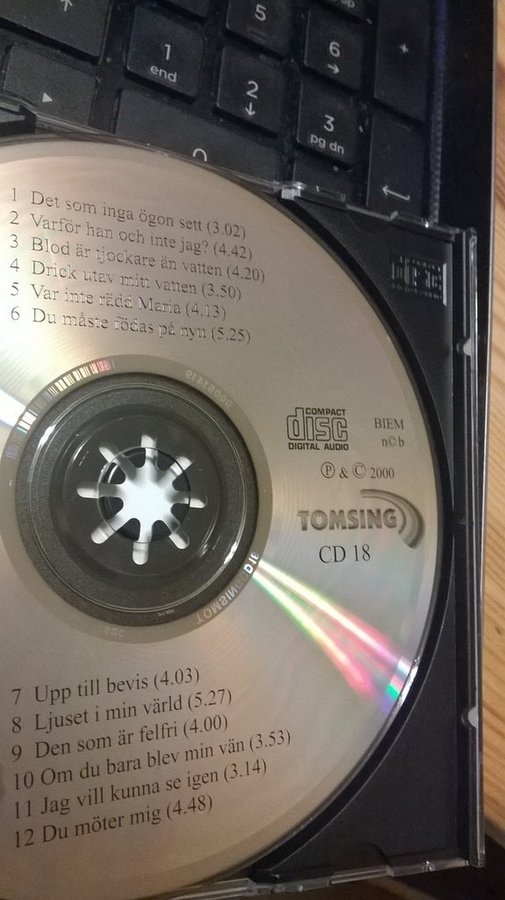 5
1
end
6
2
3
pg dn
+
1 Det som inga ögon sett (3.02)
2 Varför han och inte jag? (4.42)
3 Blod är tjockare än vatten (4.20)
4 Drick utav mitt vatten (3.50)
5 Var inte rädd Maria (4.13)
6 Du måste födas på nyn (5.25)
COMPACT
disc
DIGITAL AUDIO
BIEM
n©b
Ⓟ & © 2000
TOMSING
CD 18
7 Upp till bevis (4.03)
8 Ljuset i min värld (5.27)
9 Den som är felfri (4.00)
10 Om du bara blev min vän (3.53)
11 Jag vill kunna se igen (3.14)
12 Du möter mig (4.48)